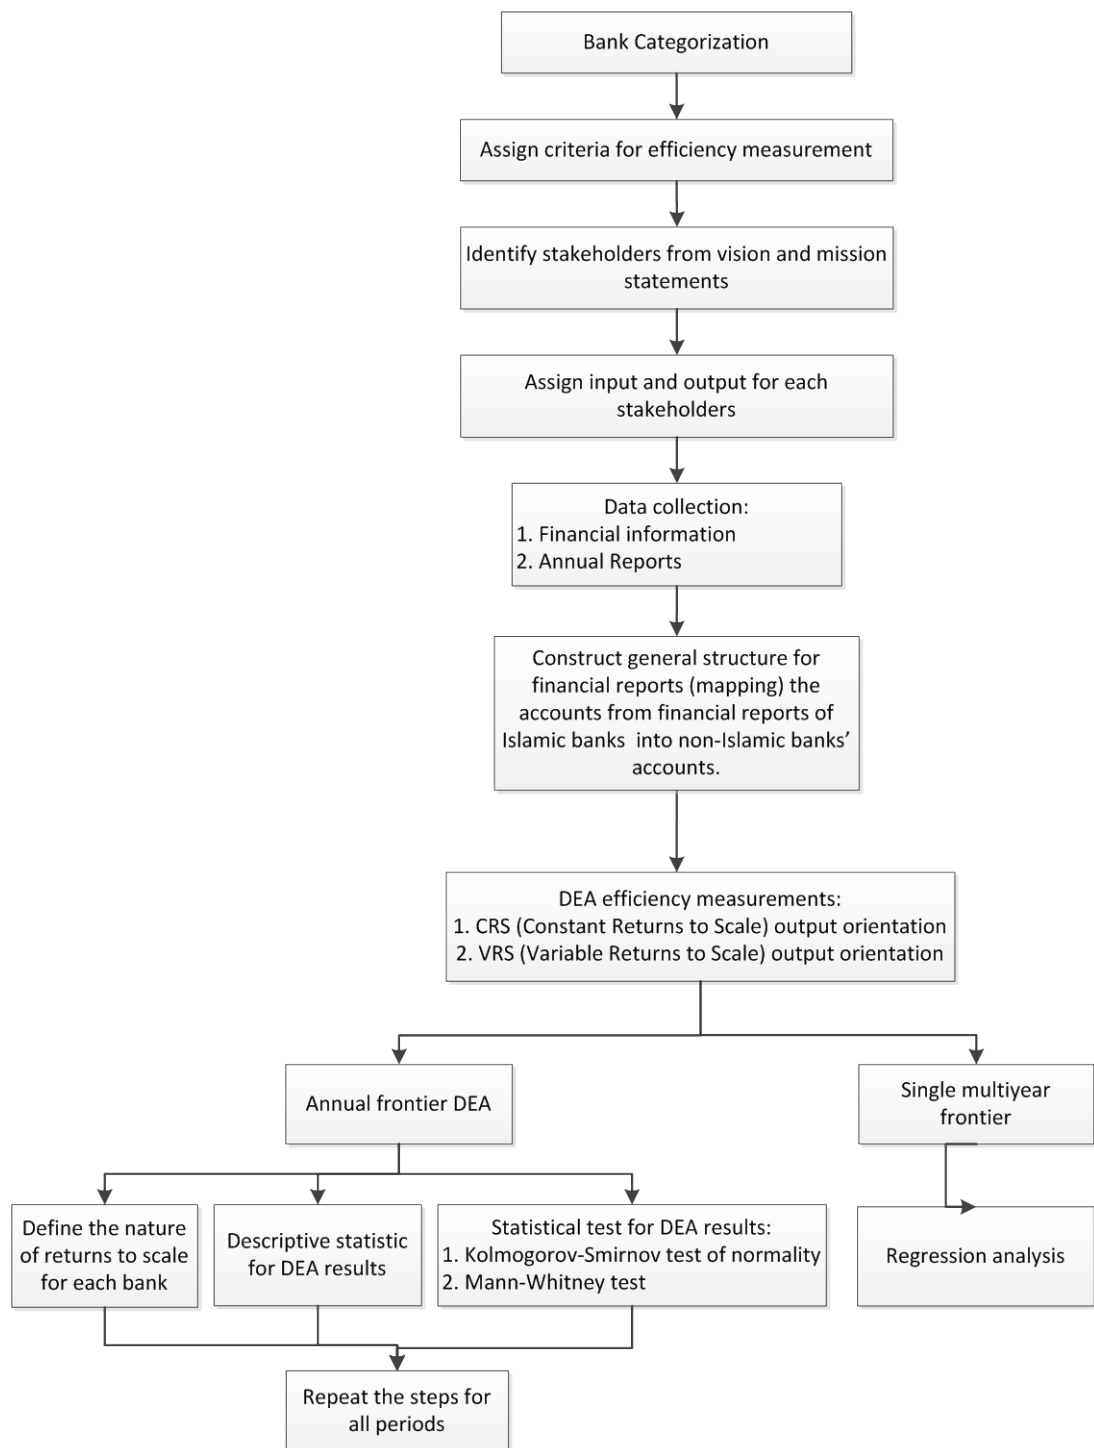 Bank Categorization
Assign criteria for efficiency measurement
Identify stakeholders from vision and mission
statements
Assign input and output for each
stakeholders
Data collection:
1. Financial information
2. Annual Reports
Construct general structure for
financial reports (mapping) the
accounts from financial reports of
Islamic banks into non-Islamic banks’
accounts.
DEA efficiency measurements:
1. CRS (Constant Returns to Scale) output orientation
2. VRS (Variable Returns to Scale) output orientation
Annual frontier DEA
Single multiyear
frontier
Define the nature
of returns to scale
for each bank
Descriptive statistic
for DEA results
Statistical test for DEA results:
1. Kolmogorov-Smirnov test of normality
2. Mann-Whitney test
Regression analysis
Repeat the steps for
all periods